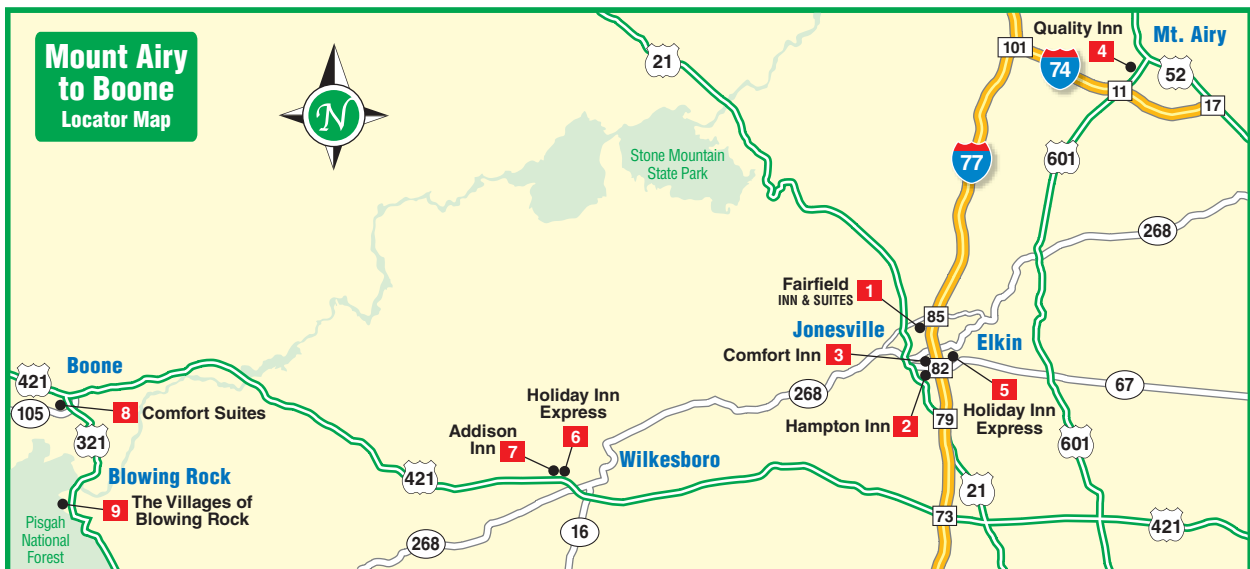 Mount Airy
to Boone
Locator Map
N
21
101
74
Quality Inn
4
Mt. Airy
52
11
17
77
601
Stone Mountain
State Park
268
Fairfield
INN & SUITES
1
85
Jonesville
Elkin
Comfort Inn
3
82
67
5
Holiday Inn
Express
Hampton Inn
2
79
268
Boone
421
105
8
Comfort Suites
321
Holiday Inn
Express
6
Addison
Inn
7
Wilkesboro
601
Blowing Rock
421
9
The Villages of
Blowing Rock
21
73
421
16
268
Pisgah
National
Forest